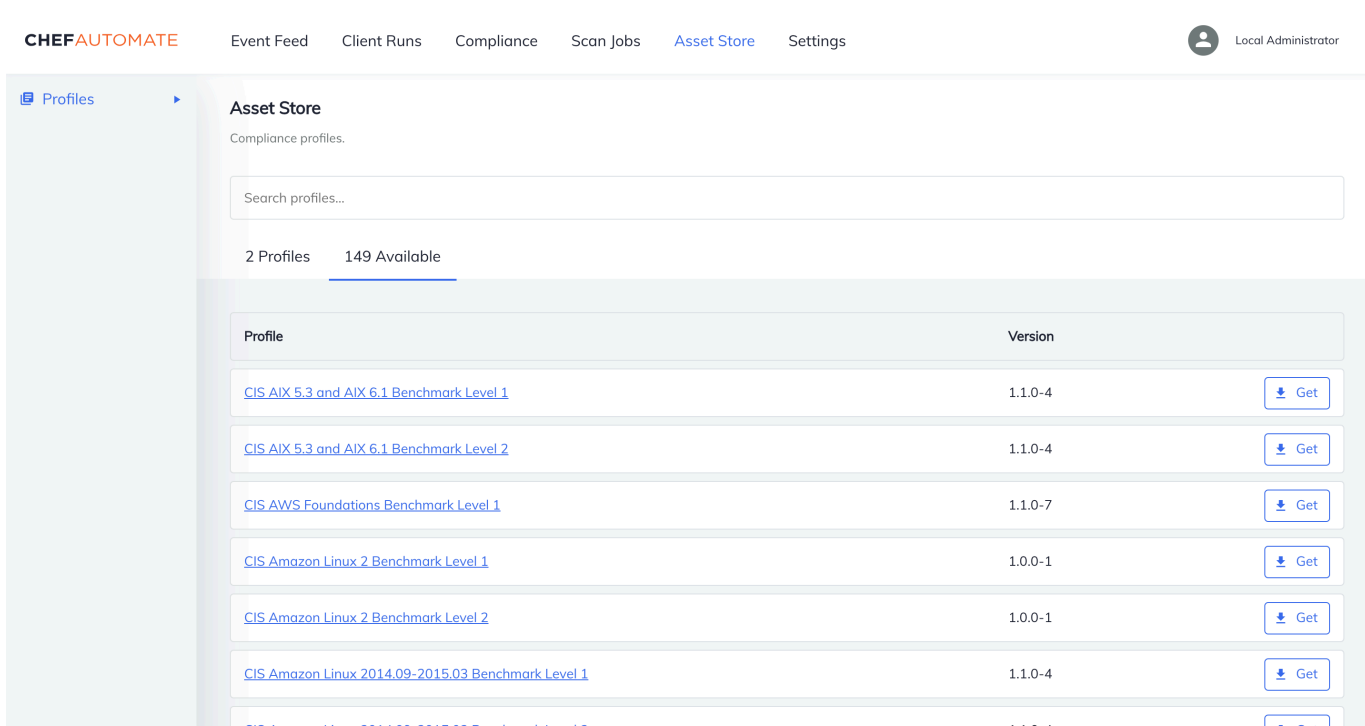 CHEFAUTOMATE Event Feed Client Runs Compliance Scan Jobs Asset Store Settings Local Administrator
Profiles
Asset Store
Compliance profiles.
Search profiles...
2 Profiles 149 Available
Profile Version
CIS AIX 5.3 and AIX 6.1 Benchmark Level 1 1.1.0-4 Get
CIS AIX 5.3 and AIX 6.1 Benchmark Level 2 1.1.0-4 Get
CIS AWS Foundations Benchmark Level 1 1.1.0-7 Get
CIS Amazon Linux 2 Benchmark Level 1 1.0.0-1 Get
CIS Amazon Linux 2 Benchmark Level 2 1.0.0-1 Get
CIS Amazon Linux 2014.09-2015.03 Benchmark Level 1 1.1.0-4 Get